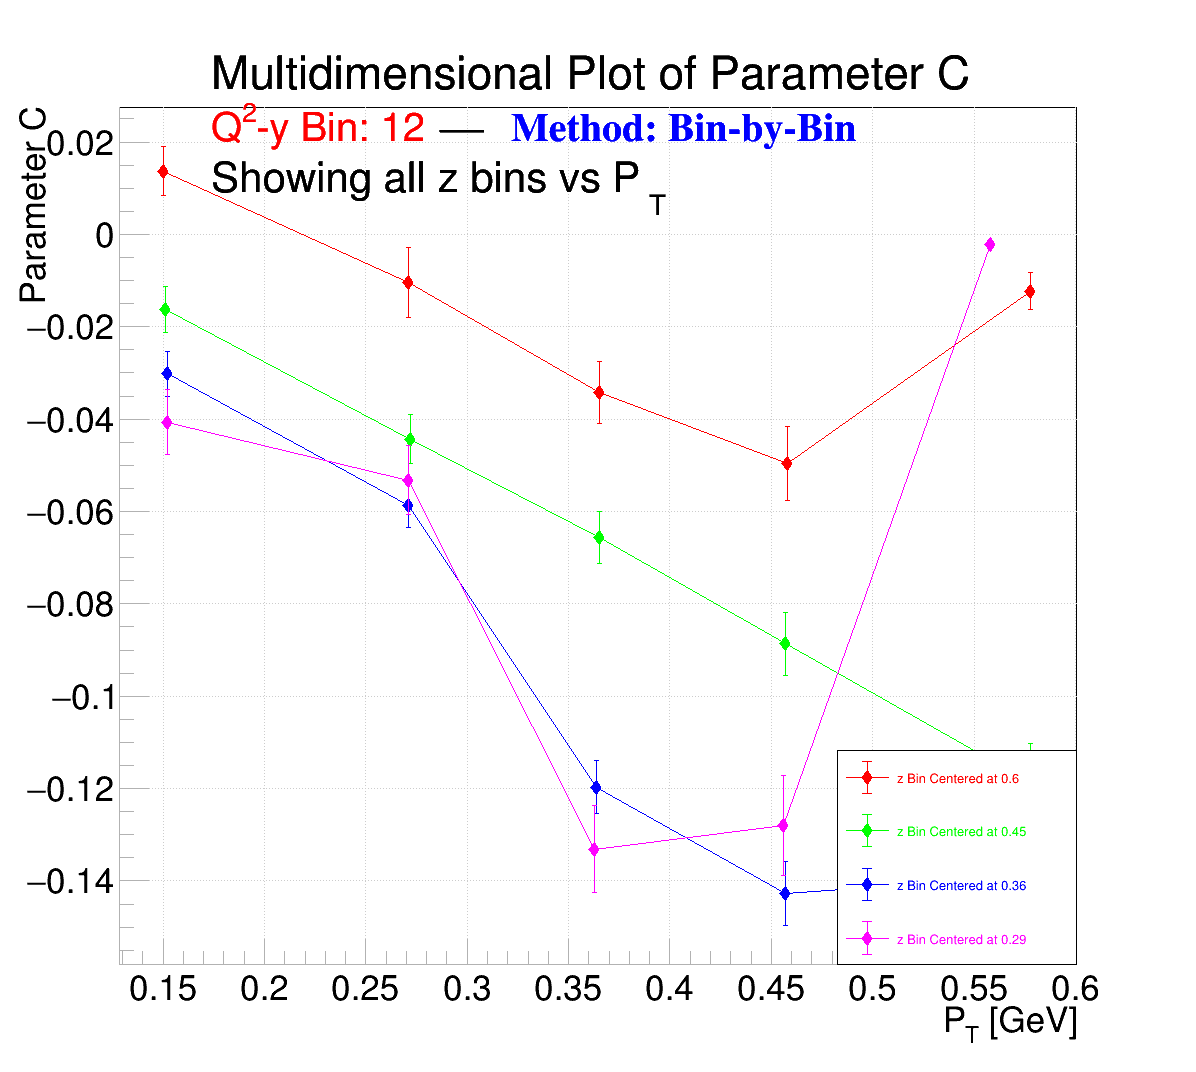 Multidimensional Plot of Parameter C
Q²-y Bin: 12 — Method: Bin-by-Bin
Showing all z bins vs P_T
Parameter C
0.02
0
−0.02
−0.04
−0.06
−0.08
−0.1
−0.12
−0.14
z Bin Centered at 0.6
z Bin Centered at 0.45
z Bin Centered at 0.36
z Bin Centered at 0.29
0.15 0.2 0.25 0.3 0.35 0.4 0.45 0.5 0.55 0.6
P_T [GeV]